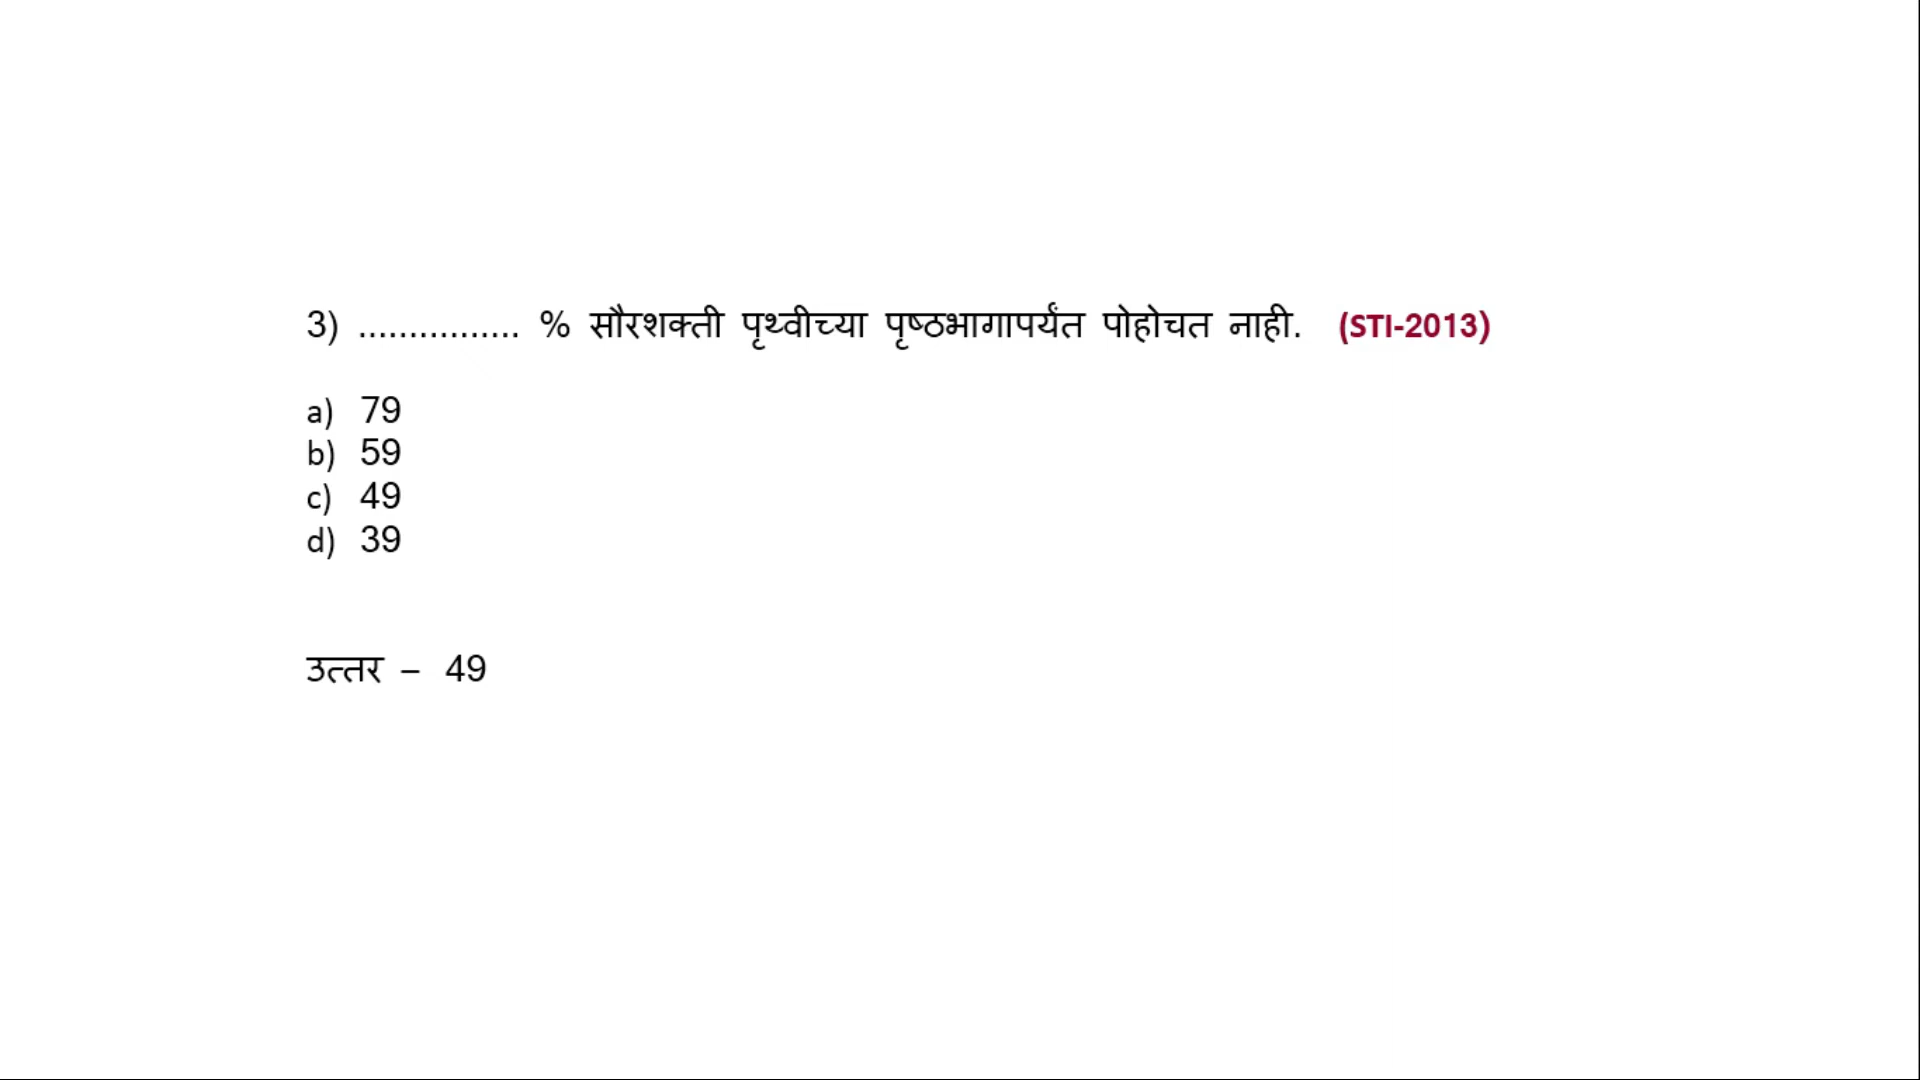 3) ................ % सौरशक्ती पृथ्वीच्या पृष्ठभागापर्यंत पोहोचत नाही. (STI-2013)
a) 79
b) 59
c) 49
d) 39
उत्तर – 49